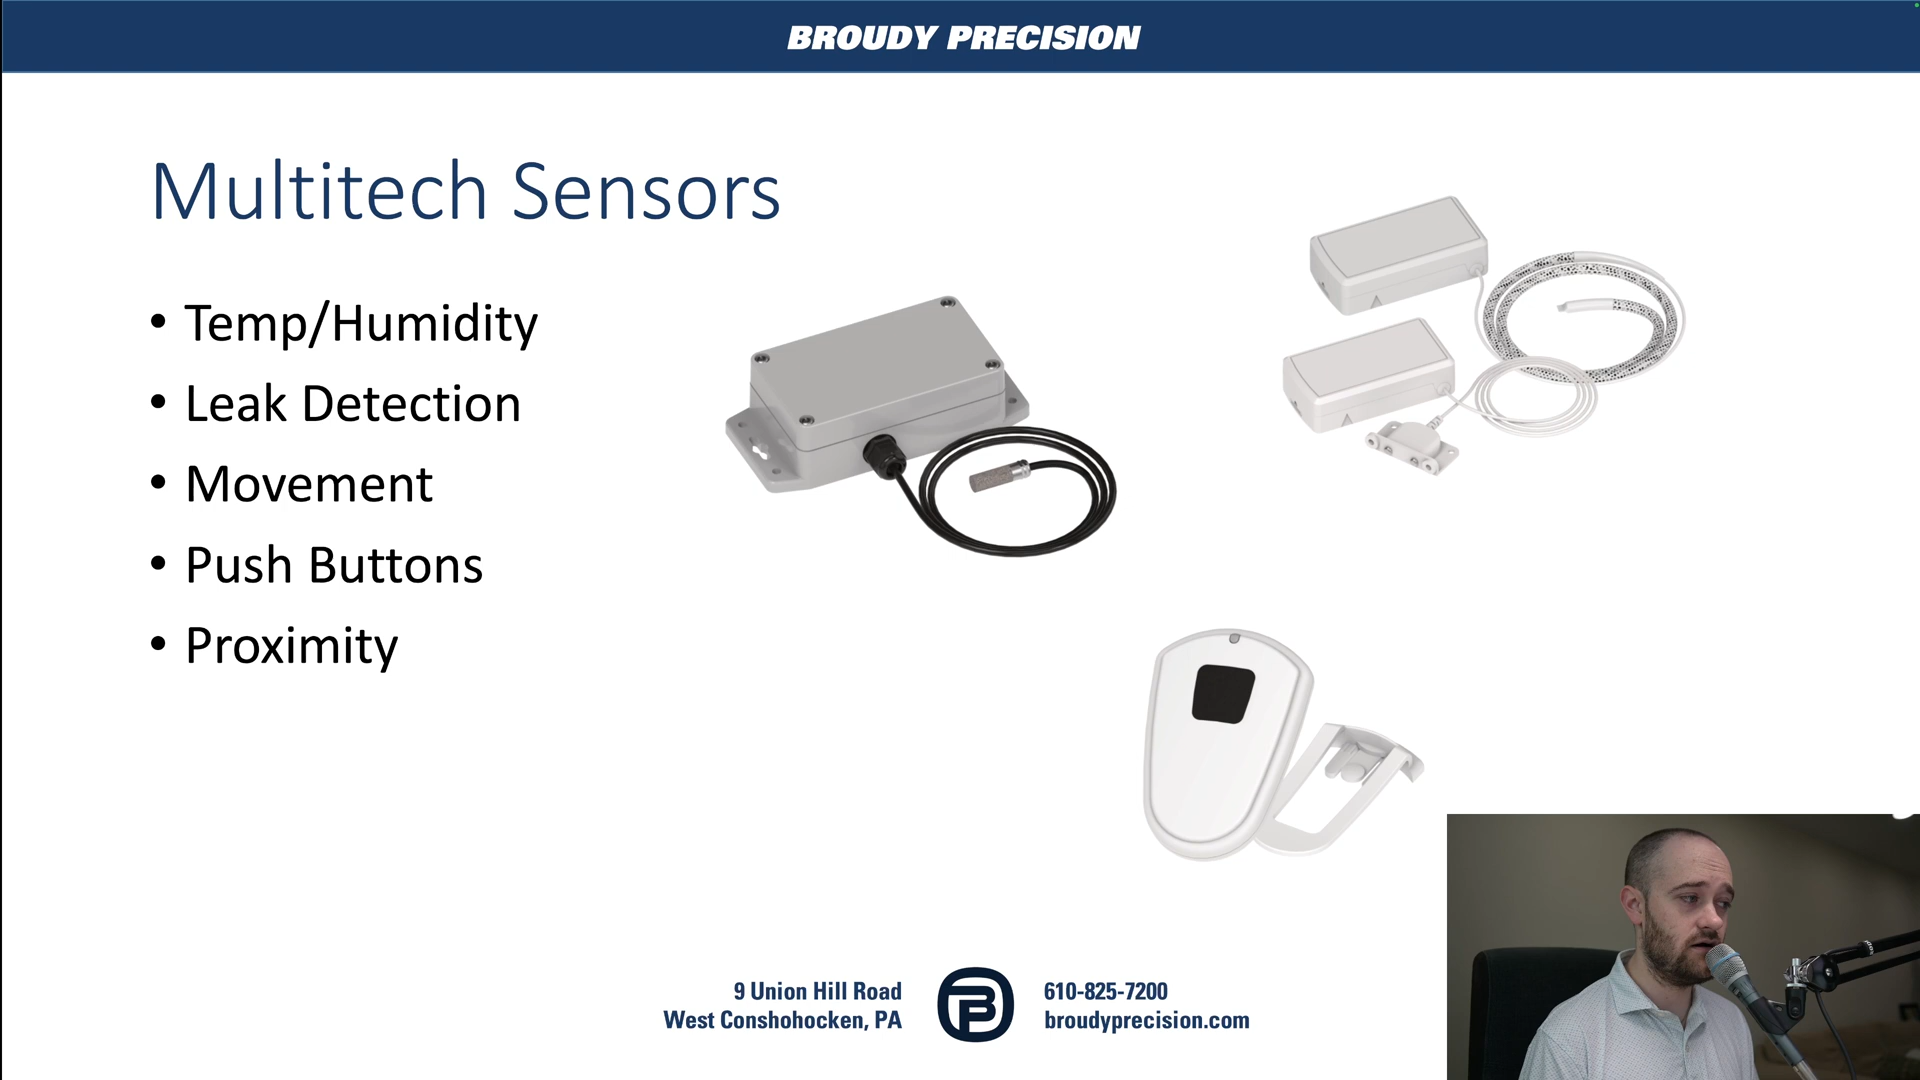 BROUDY PRECISION
Multitech Sensors
• Temp/Humidity
• Leak Detection
• Movement
• Push Buttons
• Proximity
9 Union Hill Road
West Conshohocken, PA
610-825-7200
broudyprecision.com